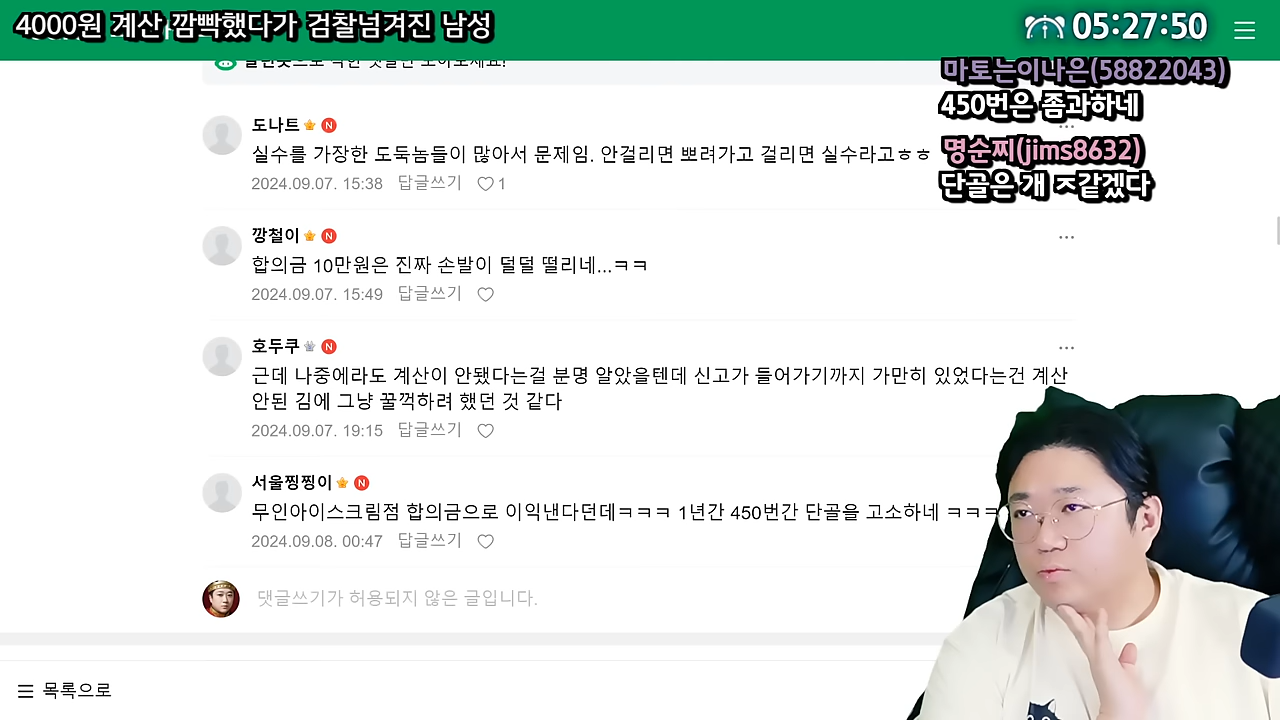 4000원 계산 깜빡했다가 검찰넘겨진 남성
05:27:50
마토는이나은(58822043)
450번은 좀과하네
명순찌(jims8632)
단골은 개 ㅈ같겠다
도나트 N
실수를 가장한 도둑놈들이 많아서 문제임. 안걸리면 뽀려가고 걸리면 실수라고ㅎㅎ
2024.09.07. 15:38 답글쓰기 1
깡철이 N
합의금 10만원은 진짜 손발이 덜덜 떨리네...ㅋㅋ
2024.09.07. 15:49 답글쓰기
호두쿠 N
근데 나중에라도 계산이 안됐다는걸 분명 알았을텐데 신고가 들어가기까지 가만히 있었다는건 계산
안된 김에 그냥 꿀꺽하려 했던 것 같다
2024.09.07. 19:15 답글쓰기
서울찡찡이 N
무인아이스크림점 합의금으로 이익낸다던데ㅋㅋㅋ 1년간 450번간 단골을 고소하네 ㅋㅋㅋ
2024.09.08. 00:47 답글쓰기
댓글쓰기가 허용되지 않은 글입니다.
목록으로